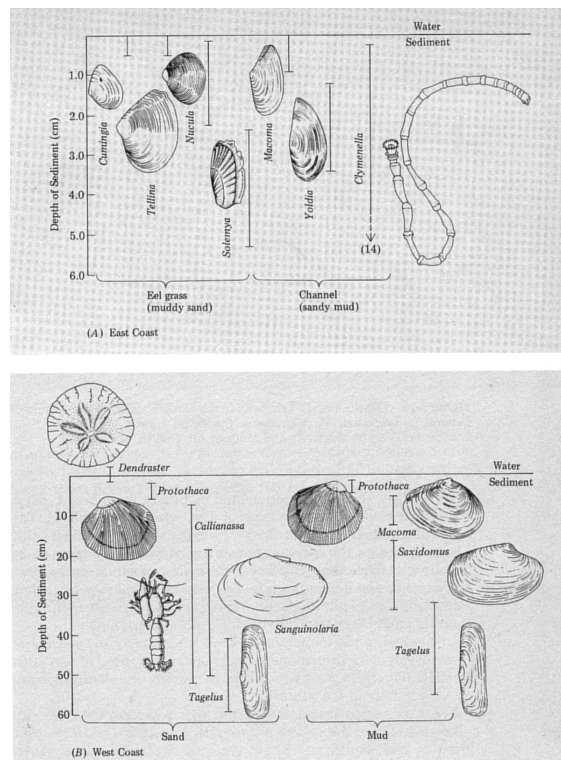 Water
Sediment
Depth of Sediment (cm)
1.0
2.0
3.0
4.0
5.0
6.0
Cumingia
Tellina
Nucula
Solemya
Macoma
Yoldia
Clymenella
(14)
Eel grass
(muddy sand)
Channel
(sandy mud)
(A) East Coast
Water
Sediment
Depth of Sediment (cm)
10
20
30
40
50
60
Dendraster
Protothaca
Callianassa
Sanguinolaria
Tagelus
Protothaca
Macoma
Saxidomus
Tagelus
Sand
Mud
(B) West Coast